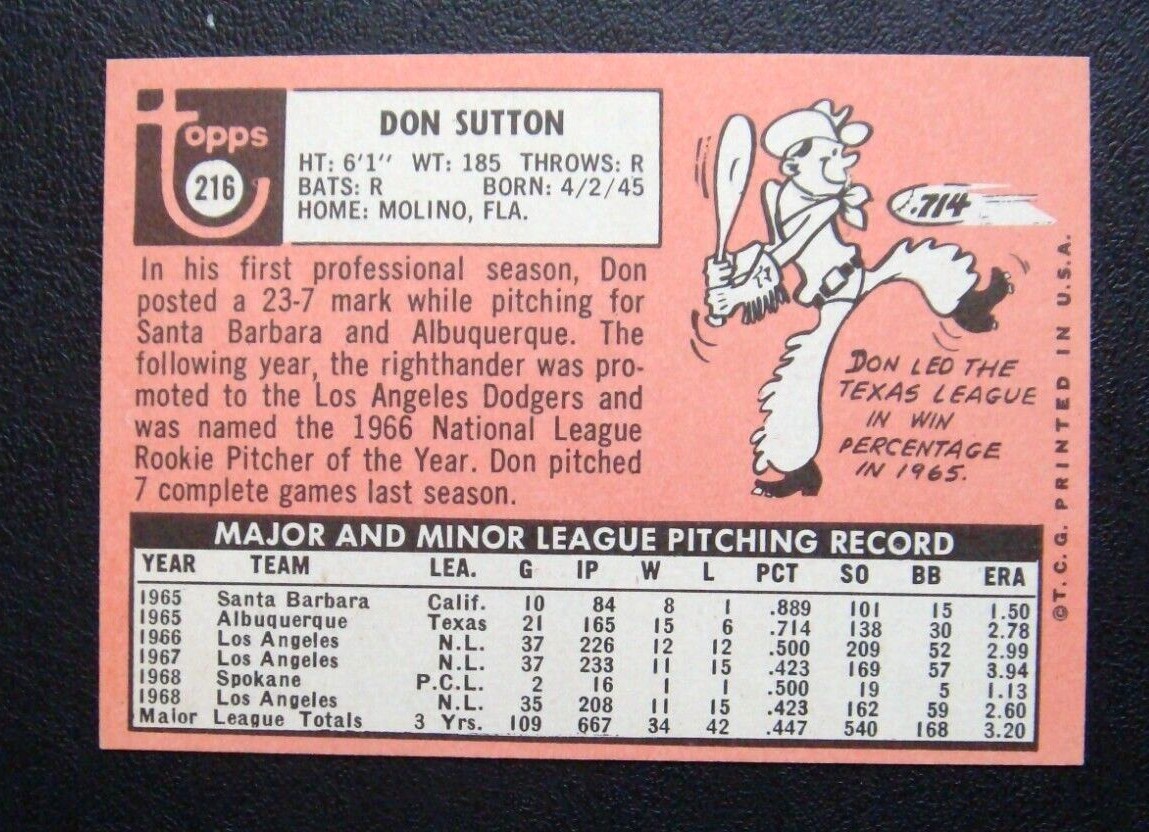 topps
216
DON SUTTON
HT: 6'1" WT: 185 THROWS: R
BATS: R BORN: 4/2/45
HOME: MOLINO, FLA.
In his first professional season, Don
posted a 23-7 mark while pitching for
Santa Barbara and Albuquerque. The
following year, the righthander was pro-
moted to the Los Angeles Dodgers and
was named the 1966 National League
Rookie Pitcher of the Year. Don pitched
7 complete games last season.
.714
DON LED THE
TEXAS LEAGUE
IN WIN
PERCENTAGE
IN 1965.
MAJOR AND MINOR LEAGUE PITCHING RECORD
YEAR TEAM LEA. G IP W L PCT SO BB ERA
1965 Santa Barbara Calif. 10 84 8 1 .889 101 15 1.50
1965 Albuquerque Texas 21 165 15 6 .714 138 30 2.78
1966 Los Angeles N.L. 37 226 12 12 .500 209 52 2.99
1967 Los Angeles N.L. 37 233 11 15 .423 169 57 3.94
1968 Spokane P.C.L. 2 16 1 1 .500 19 5 1.13
1968 Los Angeles N.L. 35 208 11 15 .423 162 59 2.60
Major League Totals 3 Yrs. 109 667 34 42 .447 540 168 3.20
©T.C.G. PRINTED IN U.S.A.